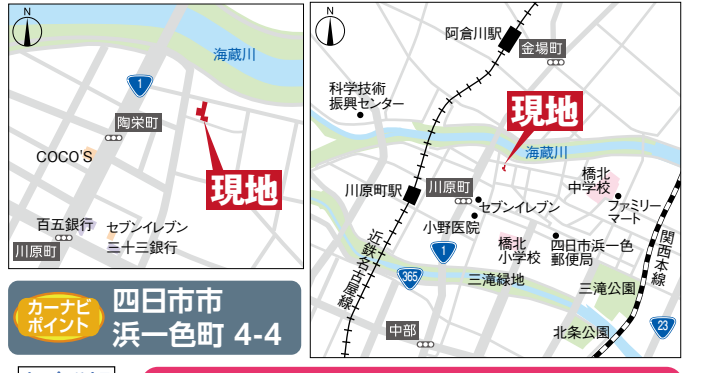 N
海蔵川
1
陶栄町
COCO'S
現地
百五銀行
セブンイレブン
三十三銀行
川原町
カーナビ
ポイント
四日市市
浜一色町 4-4
N
阿倉川駅
金場町
科学技術
振興センター
現地
海蔵川
橋北
中学校
川原町駅
川原町
セブンイレブン
ファミリー
マート
小野医院
1
橋北
小学校
四日市浜一色
郵便局
関西本線
近鉄名古屋線
365
三滝緑地
三滝公園
中部
北条公園
23